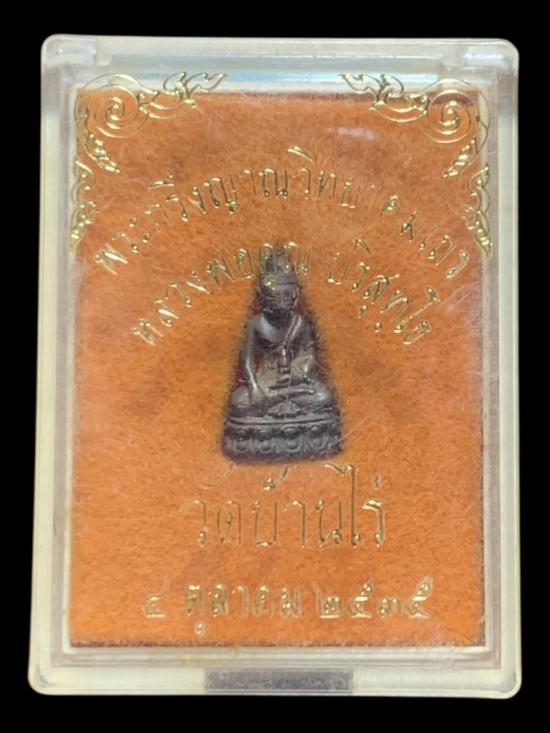 พระกริ่งญาณวิทยาคมเถร
หลวงพ่อคูณ ปริสุทฺโธ
วัดบ้านไร่
๔ ตุลาคม ๒๕๓๕